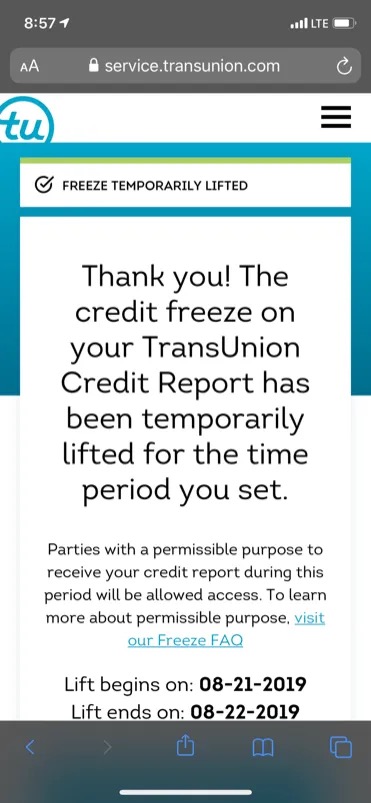 8:57
LTE
AA
service.transunion.com
tu
FREEZE TEMPORARILY LIFTED
Thank you! The
credit freeze on
your TransUnion
Credit Report has
been temporarily
lifted for the time
period you set.
Parties with a permissible purpose to
receive your credit report during this
period will be allowed access. To learn
more about permissible purpose, visit
our Freeze FAQ
Lift begins on: 08-21-2019
Lift ends on: 08-22-2019